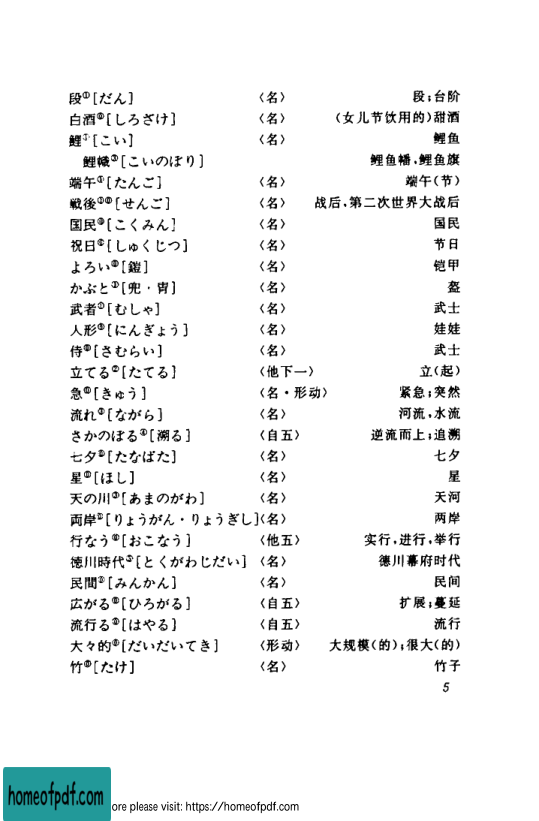 段①[だん] 〈名〉 段;台阶
白酒⓪[しろざけ] 〈名〉 (女儿节饮用的)甜酒
鯉①[こい] 〈名〉 鲤鱼
鯉幟③[こいのぼり] 鲤鱼幡,鲤鱼旗
端午①[たんご] 〈名〉 端午(节)
戦後①⓪[せんご] 〈名〉 战后,第二次世界大战后
国民⓪[こくみん] 〈名〉 国民
祝日⓪[しゅくじつ] 〈名〉 节日
よろい⓪[鎧] 〈名〉 铠甲
かぶと①[兜・冑] 〈名〉 盔
武者①[むしゃ] 〈名〉 武士
人形⓪[にんぎょう] 〈名〉 娃娃
侍⓪[さむらい] 〈名〉 武士
立てる②[たてる] 〈他下一〉 立(起)
急⓪[きゅう] 〈名・形动〉 紧急;突然
流れ③[ながら] 〈名〉 河流,水流
さかのぼる④[溯る] 〈自五〉 逆流而上;追溯
七夕⓪[たなばた] 〈名〉 七夕
星⓪[ほし] 〈名〉 星
天の川③[あまのがわ] 〈名〉 天河
両岸⓪[りょうがん・りょうぎし]〈名〉 两岸
行なう⓪[おこなう] 〈他五〉 实行,进行,举行
徳川時代⑤[とくがわじだい] 〈名〉 德川幕府时代
民間⓪[みんかん] 〈名〉 民间
広がる⓪[ひろがる] 〈自五〉 扩展;蔓延
流行る②[はやる] 〈自五〉 流行
大々的⓪[だいだいてき] 〈形动〉 大规模(的);很大(的)
竹⓪[たけ] 〈名〉 竹子
5
homeofpdf.com
ore please visit: https://homeofpdf.com